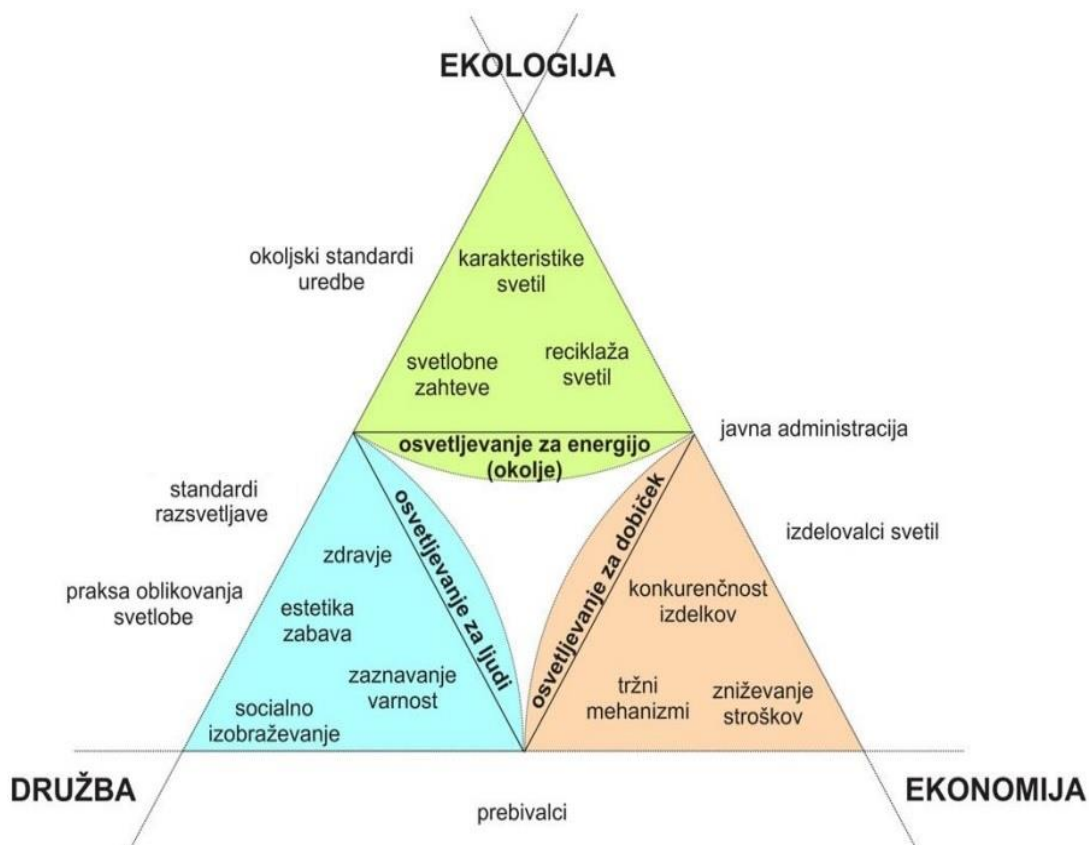 EKOLOGIJA
okoljski standardi
uredbe
karakteristike
svetil
svetlobne
zahteve
reciklaža
svetil
osvetljevanje za energijo
(okolje)
javna administracija
standardi
razsvetljave
izdelovalci svetil
praksa oblikovanja
svetlobe
zdravje
estetika
zabava
zaznavanje
varnost
socialno
izobraževanje
osvetljevanje za ljudi
osvetljevanje za dobiček
konkurenčnost
izdelkov
tržni
mehanizmi
zniževanje
stroškov
DRUŽBA
EKONOMIJA
prebivalci